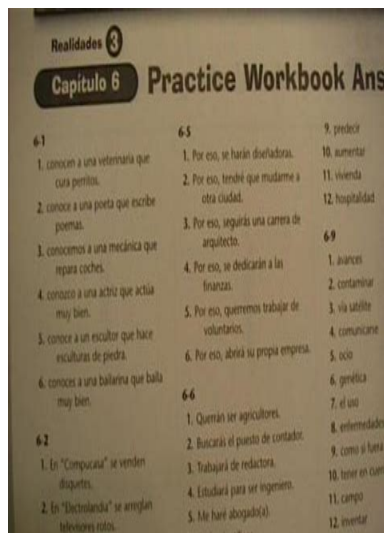 Realidades 3
Capítulo 6
Practice Workbook Ans
6-1
1. conocen a una veterinaria que
cura perritos.
2. conoce a una poeta que escribe
poemas.
3. conocemos a una mecánica que
repara coches.
4. conozco a una actriz que actúa
muy bien.
5. conoce a un escultor que hace
esculturas de piedra.
6. conoces a una bailarina que baila
muy bien.
6-2
1. En "Compucasa" se venden
disquetes.
2. En "Electrolandia" se arreglan
televisores rotos.
6-5
1. Por eso, se harán diseñadoras.
2. Por eso, tendré que mudarme a
otra ciudad.
3. Por eso, seguirás una carrera de
arquitecto.
4. Por eso, se dedicarán a las
finanzas.
5. Por eso, querremos trabajar de
voluntarios.
6. Por eso, abrirá su propia empresa.
6-6
1. Querrán ser agricultores.
2. Buscarás el puesto de contador.
3. Trabajará de redactora.
4. Estudiará para ser ingeniero.
5. Me haré abogado(a).
9. predecir
10. aumentar
11. vivienda
12. hospitalidad
6-9
1. avances
2. contaminar
3. vía satélite
4. comunicarse
5. ocio
6. genética
7. el uso
8. enfermedades
9. como si fuera
10. tener en cuen
11. campo
12. inventar